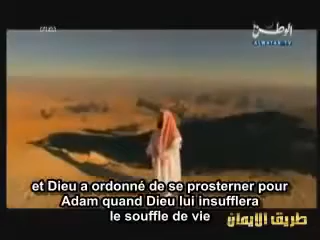 الوطن
ALWATAN TV
et Dieu a ordonné de se prosterner pour
Adam quand Dieu lui insufflera
le souffle de vie
طريق الايمان